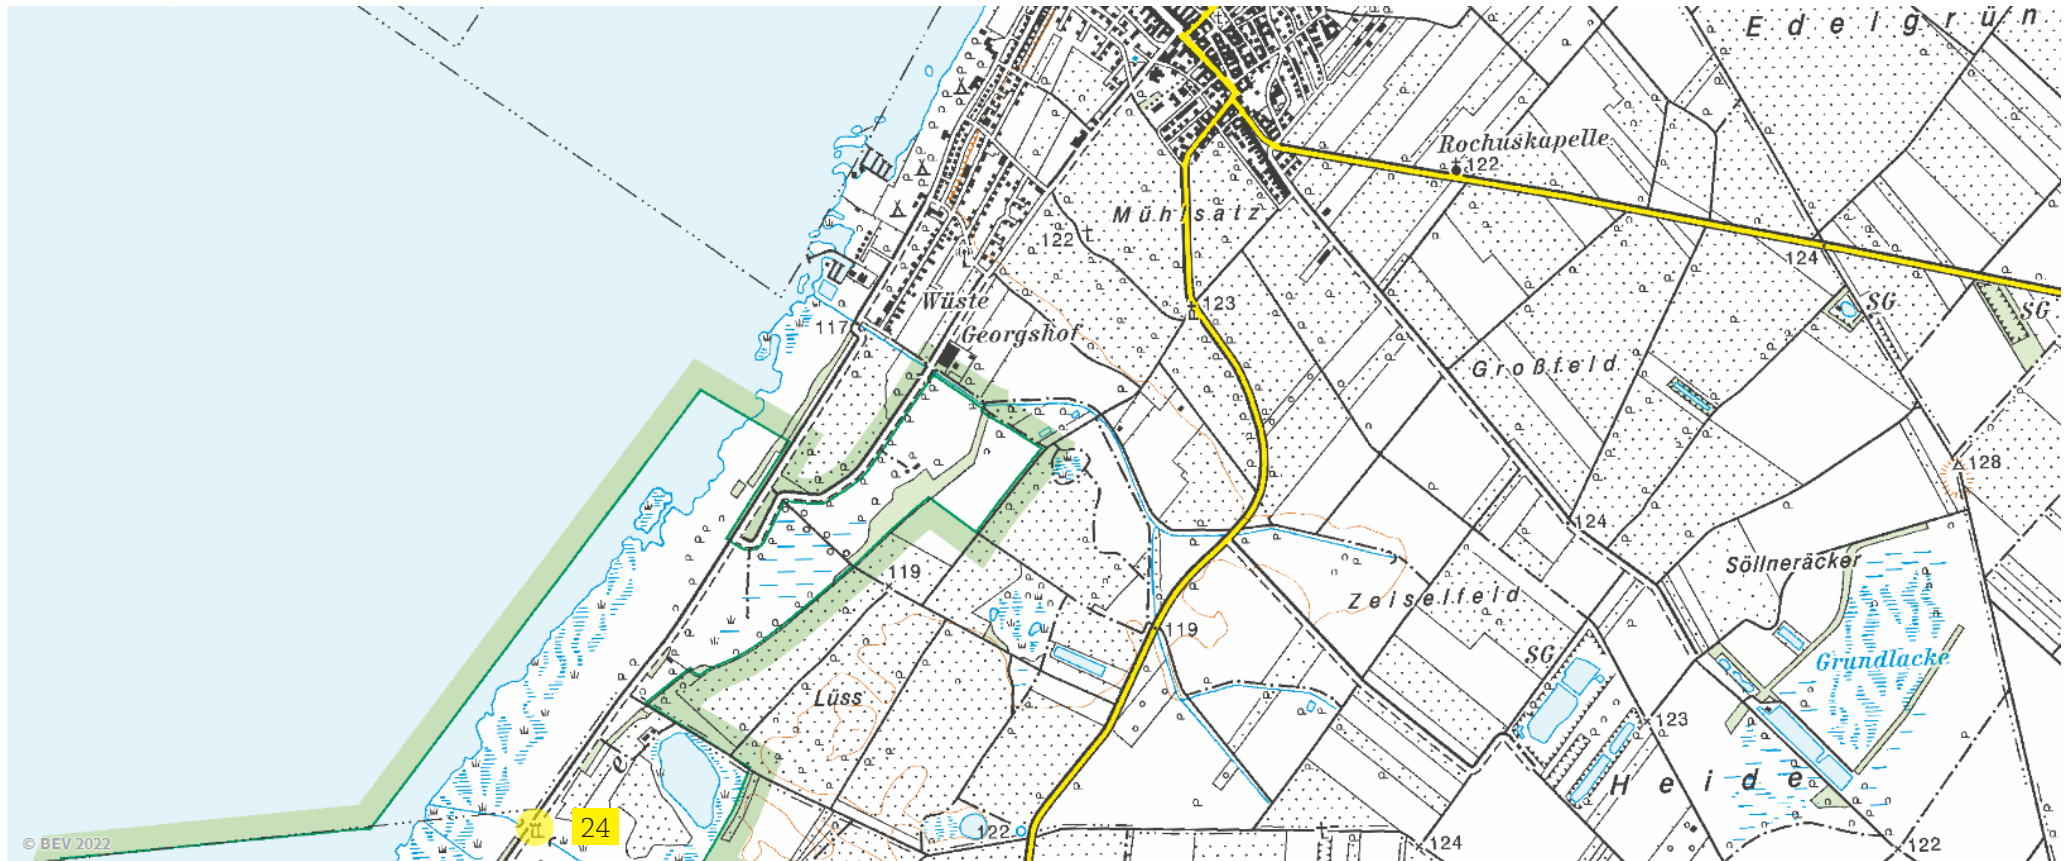 Edelgrün
Rochuskapelle
122
Mühlsatz
122
124
123
SG
SG
Wüste
117
Georgshof
Großfeld
128
124
Söllneräcker
119
Zeiselfeld
119
SG
Grundlacke
Lüss
123
Heide
24
122
124
122
© BEV 2022